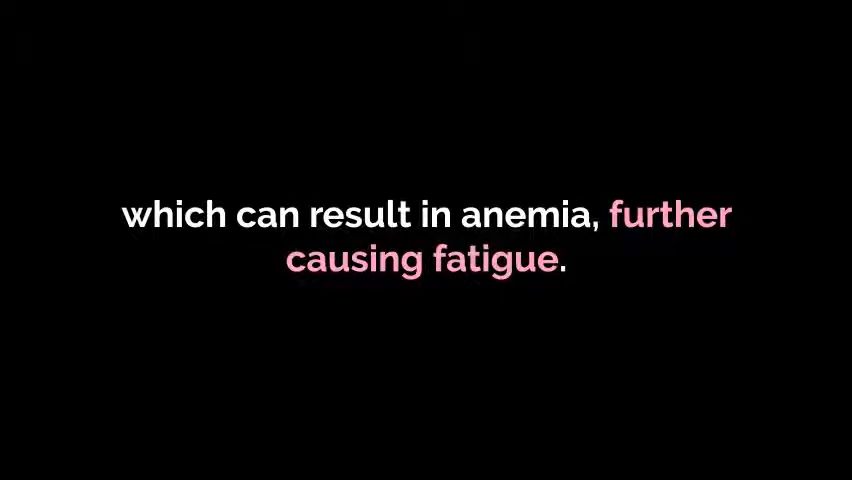 which can result in anemia, further
causing fatigue.